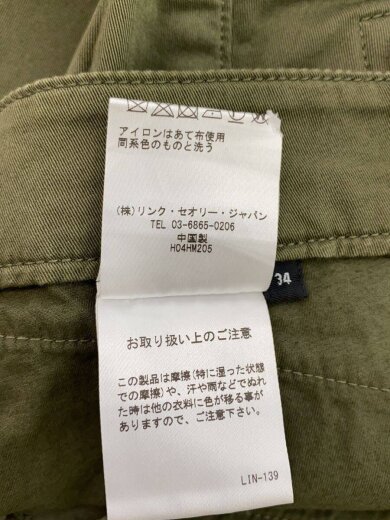 アイロンはあて布使用
同系色のものと洗う
(株)リンク・セオリー・ジャパン
TEL 03-6865-0206
中国製
H04HM205
34
お取り扱い上のご注意
この製品は摩擦(特に湿った状態
での摩擦)や、汗や雨などでぬれ
た時は他の衣料に色が移る事が
ありますので、ご注意下さい。
LIN-139